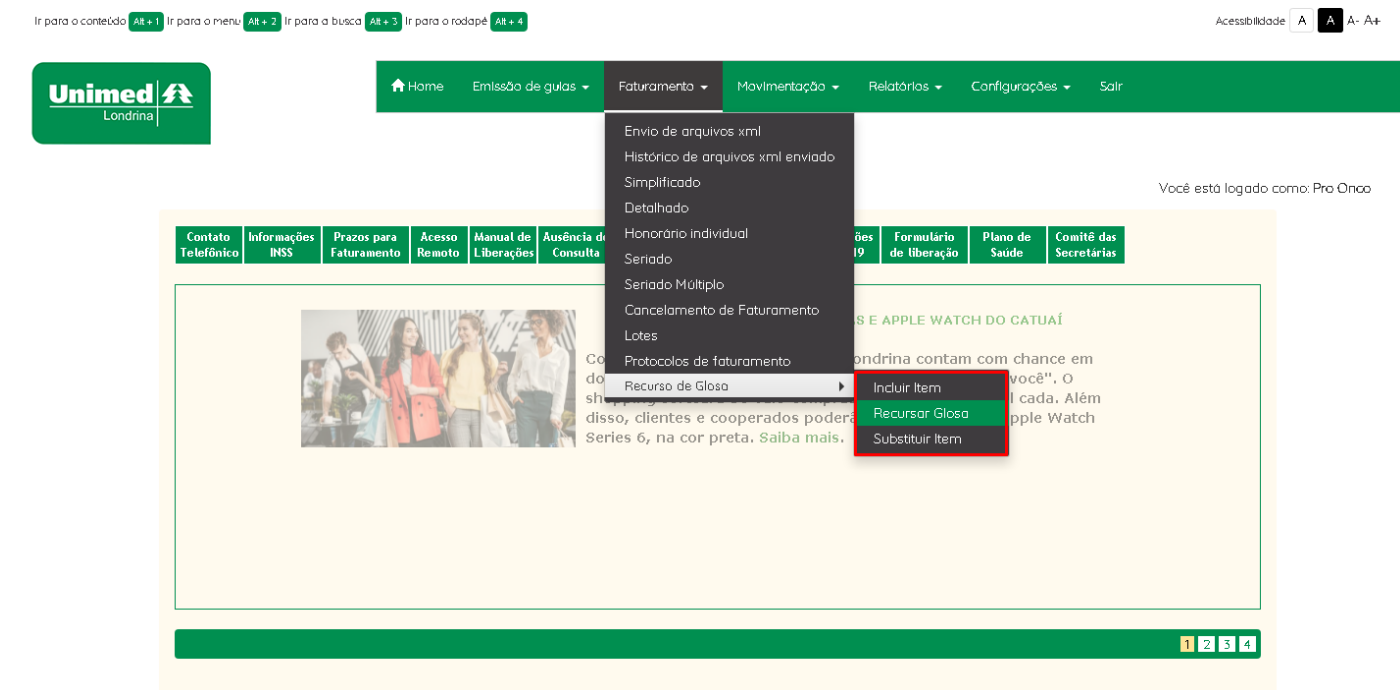 Ir para o conteúdo Alt + 1 Ir para o menu Alt + 2 Ir para a busca Alt + 3 Ir para o rodapé Alt + 4
Acessibilidade A A A- A+
Unimed
Londrina
Home Emissão de guias Faturamento Movimentação Relatórios Configurações Sair
Envio de arquivos xml
Histórico de arquivos xml enviado
Simplificado
Detalhado
Honorário individual
Seriado
Seriado Múltiplo
Cancelamento de Faturamento
Lotes
Protocolos de faturamento
Recurso de Glosa
Incluir Item
Recursar Glosa
Substituir Item
Você está logado como: Pro Onco
Contato Telefônico
Informações INSS
Prazos para Faturamento
Acesso Remoto
Manual de Liberações
Ausência de Consulta
ões
19
Formulário de liberação
Plano de Saúde
Comitê das Secretárias
S E APPLE WATCH DO CATUAÍ
ondrina contam com chance em
você". O
l cada. Além
disso, clientes e cooperados poder pple Watch
Series 6, na cor preta. Saiba mais.
1 2 3 4